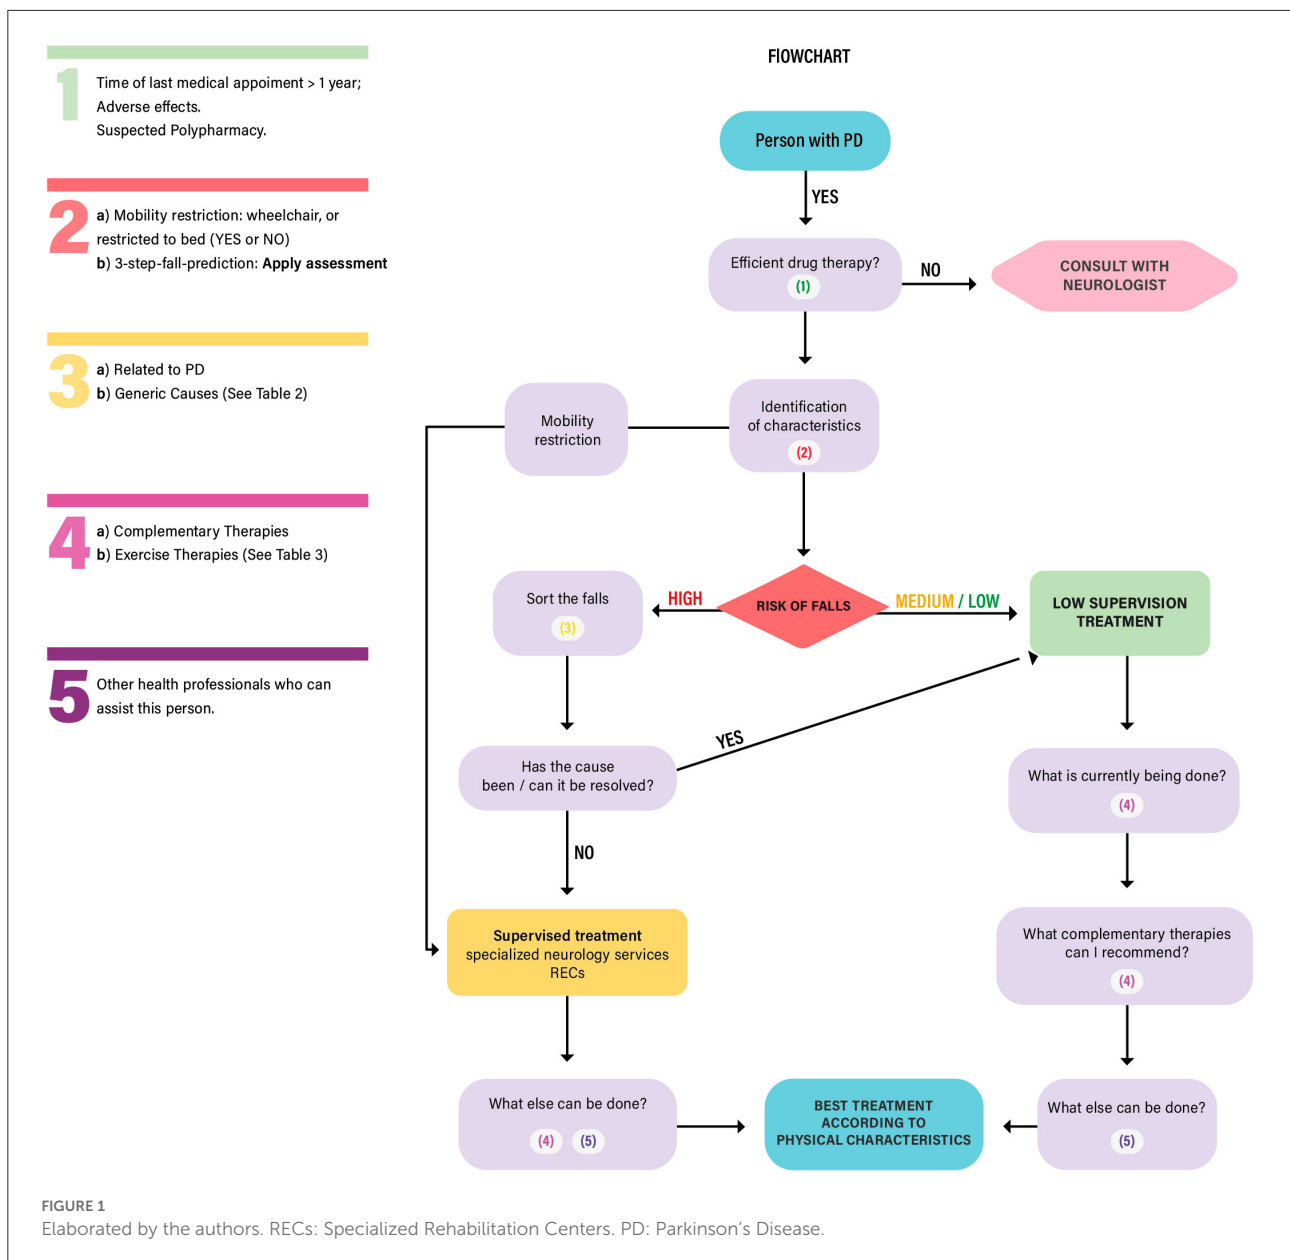 1
Time of last medical appoiment > 1 year;
Adverse effects.
Suspected Polypharmacy.
2
a) Mobility restriction: wheelchair, or
restricted to bed (YES or NO)
b) 3-step-fall-prediction: Apply assessment
3
a) Related to PD
b) Generic Causes (See Table 2)
4
a) Complementary Therapies
b) Exercise Therapies (See Table 3)
5
Other health professionals who can
assist this person.
FlOWCHART
Person with PD
YES
Efficient drug therapy?
(1)
NO
CONSULT WITH
NEUROLOGIST
Mobility
restriction
Identification
of characteristics
(2)
Sort the falls
(3)
HIGH
RISK OF FALLS
MEDIUM / LOW
LOW SUPERVISION
TREATMENT
Has the cause
been / can it be resolved?
YES
What is currently being done?
(4)
NO
Supervised treatment
specialized neurology services
RECs
What complementary therapies
can I recommend?
(4)
What else can be done?
(4) (5)
BEST TREATMENT
ACCORDING TO
PHYSICAL CHARACTERISTICS
What else can be done?
(5)
FIGURE 1
Elaborated by the authors. RECs: Specialized Rehabilitation Centers. PD: Parkinson's Disease.